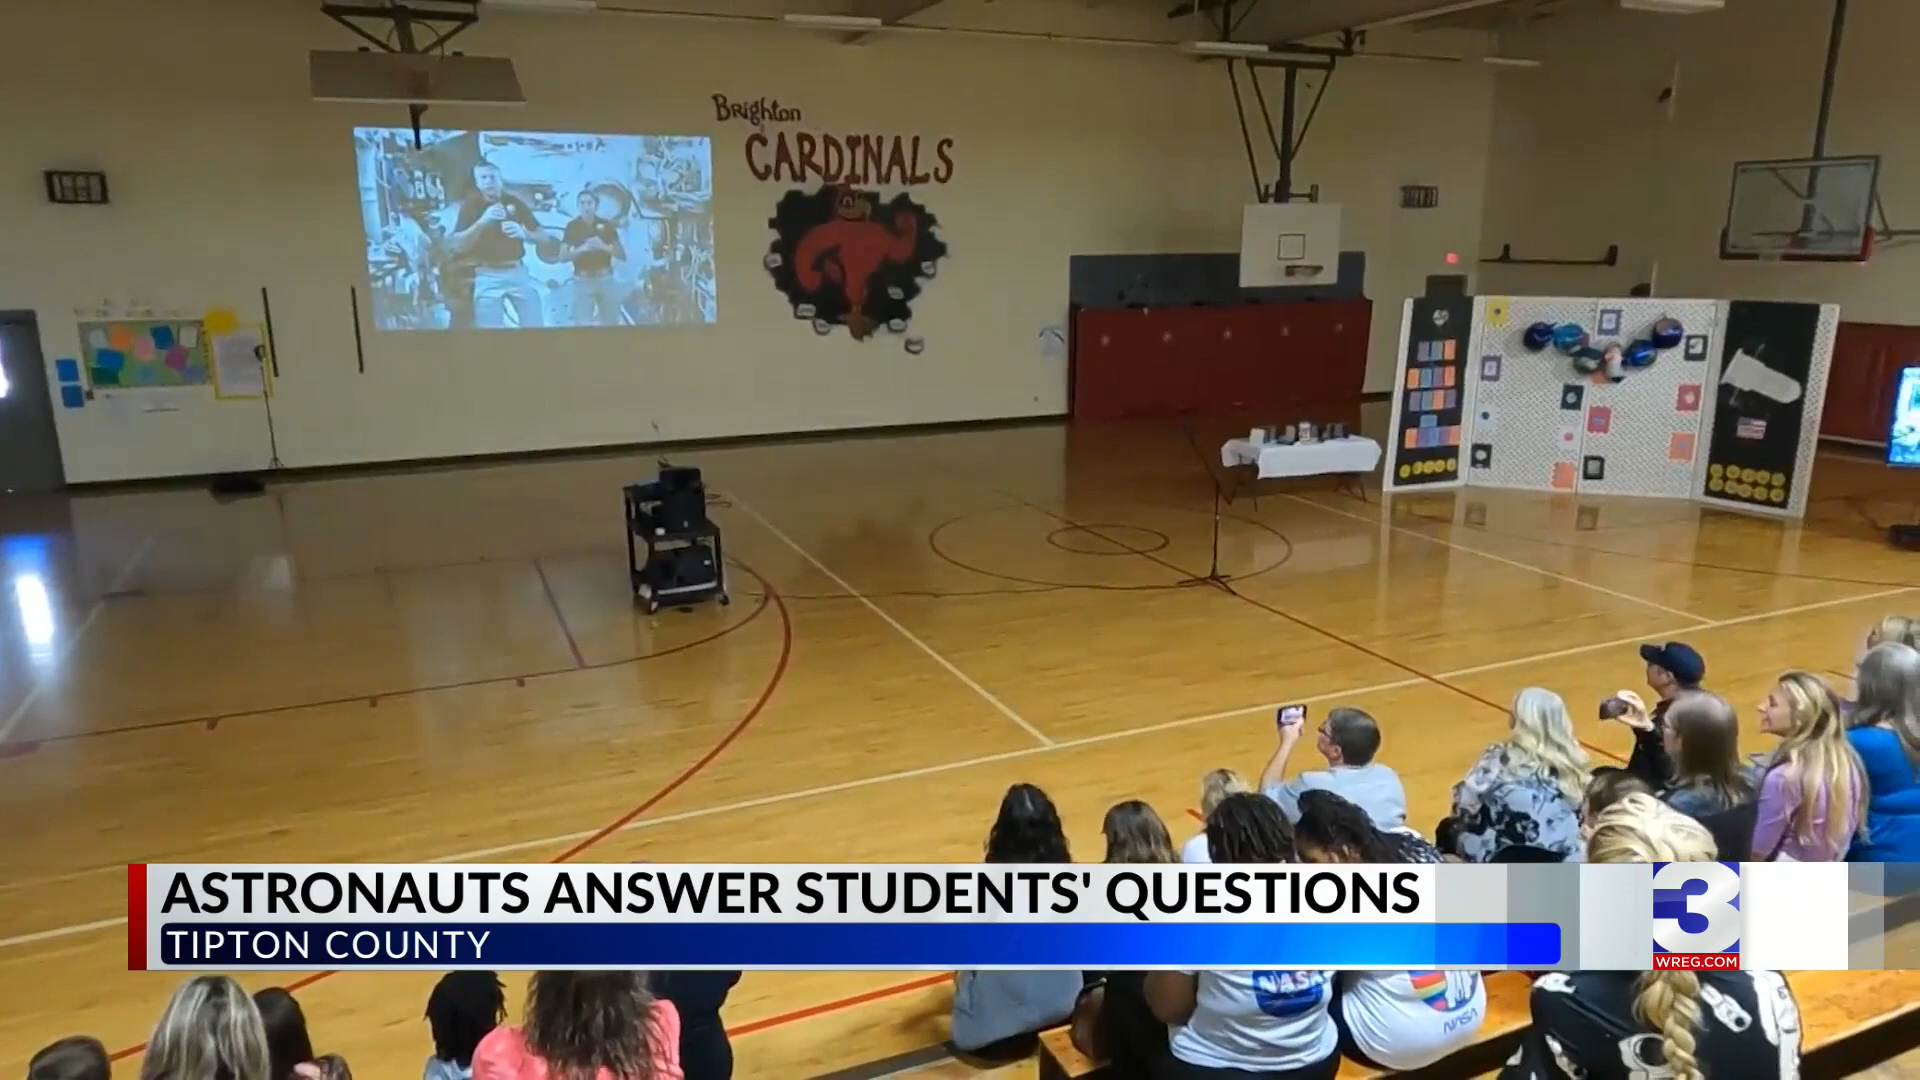 Brighton
CARDINALS
ASTRONAUTS ANSWER STUDENTS' QUESTIONS
TIPTON COUNTY
3
WREG.COM
NASA
NASA